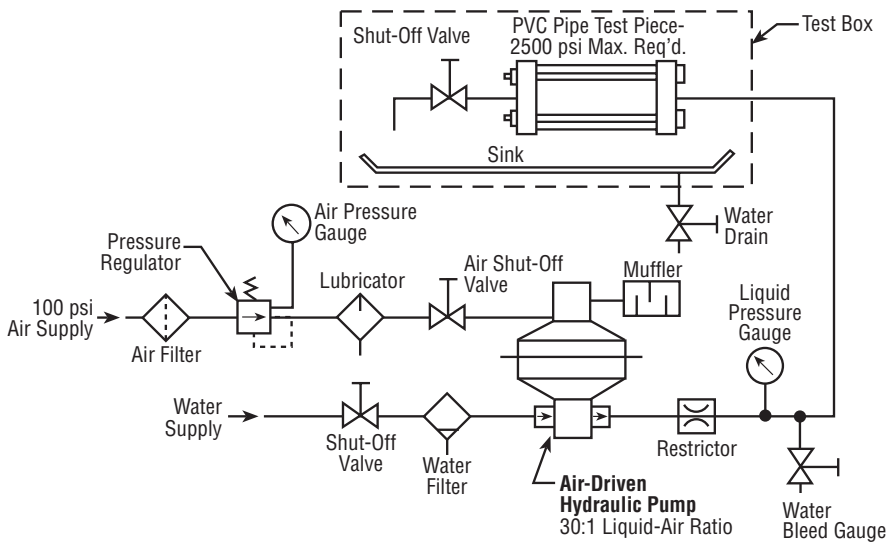 PVC Pipe Test Piece-
2500 psi Max. Req'd.
Shut-Off Valve
Test Box
Sink
Water
Drain
Air Pressure
Gauge
Pressure
Regulator
Lubricator
Air Shut-Off
Valve
Muffler
Liquid
Pressure
Gauge
100 psi
Air Supply
Air Filter
Water
Supply
Shut-Off
Valve
Water
Filter
Restrictor
Air-Driven
Hydraulic Pump
30:1 Liquid-Air Ratio
Water
Bleed Gauge